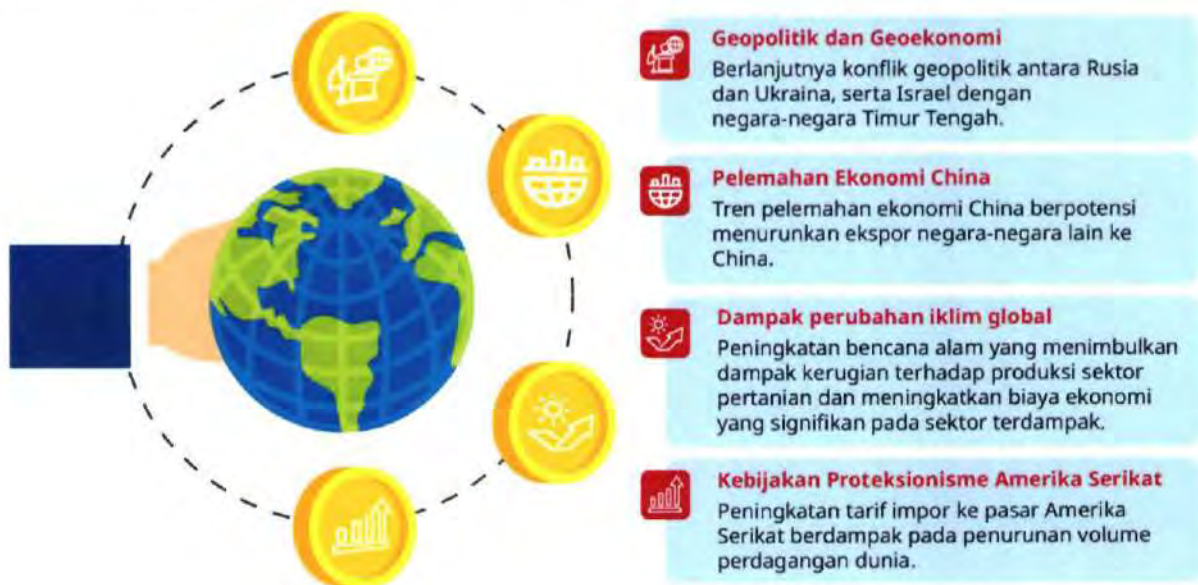 Geopolitik dan Geoekonomi
Berlanjutnya konflik geopolitik antara Rusia
dan Ukraina, serta Israel dengan
negara-negara Timur Tengah.
Pelemahan Ekonomi China
Tren pelemahan ekonomi China berpotensi
menurunkan ekspor negara-negara lain ke
China.
Dampak perubahan iklim global
Peningkatan bencana alam yang menimbulkan
dampak kerugian terhadap produksi sektor
pertanian dan meningkatkan biaya ekonomi
yang signifikan pada sektor terdampak.
Kebijakan Proteksionisme Amerika Serikat
Peningkatan tarif impor ke pasar Amerika
Serikat berdampak pada penurunan volume
perdagangan dunia.